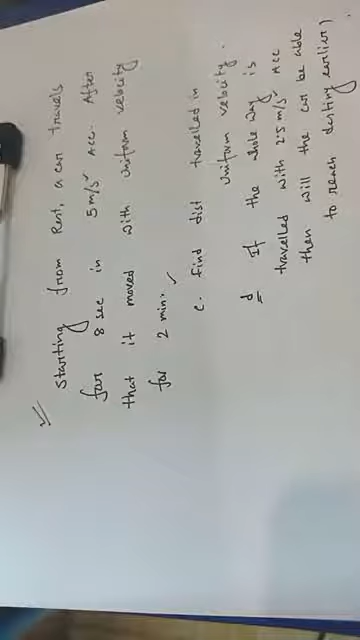 Starting from Rest, a car travels
for 8 sec in 5 m/s² Acc. After
that it moved with Uniform velocity
for 2 min.
c. find dist travelled in
Uniform velocity.
d If the whole way is
travelled with 2.5 m/s² Acc
then will the car be able
to reach destiny earlier)